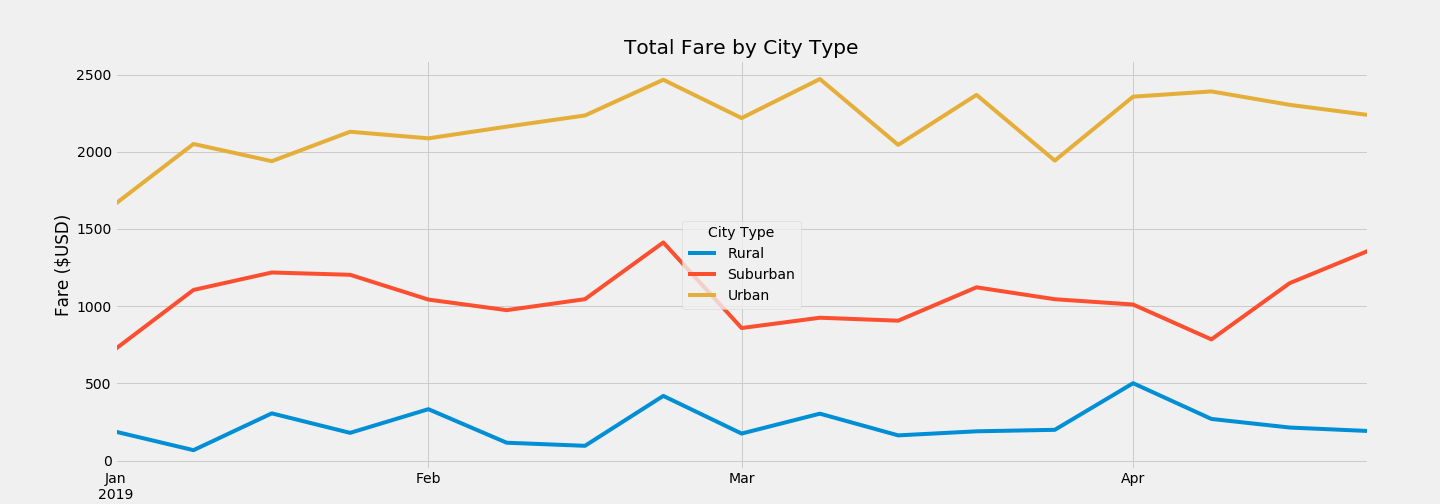 Total Fare by City Type
Fare ($USD)
2500
2000
1500
1000
500
0
City Type
Rural
Suburban
Urban
Jan Feb Mar Apr
2019